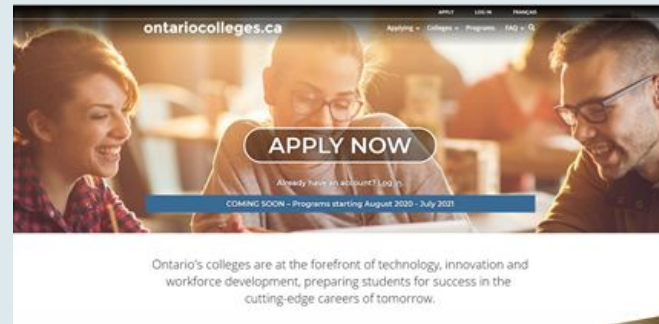 APPLY LOG IN FRANÇAIS
ontariocolleges.ca
Applying Colleges Programs FAQ
APPLY NOW
Already have an account? Log in.
COMING SOON – Programs starting August 2020 - July 2021
Ontario's colleges are at the forefront of technology, innovation and
workforce development, preparing students for success in the
cutting-edge careers of tomorrow.